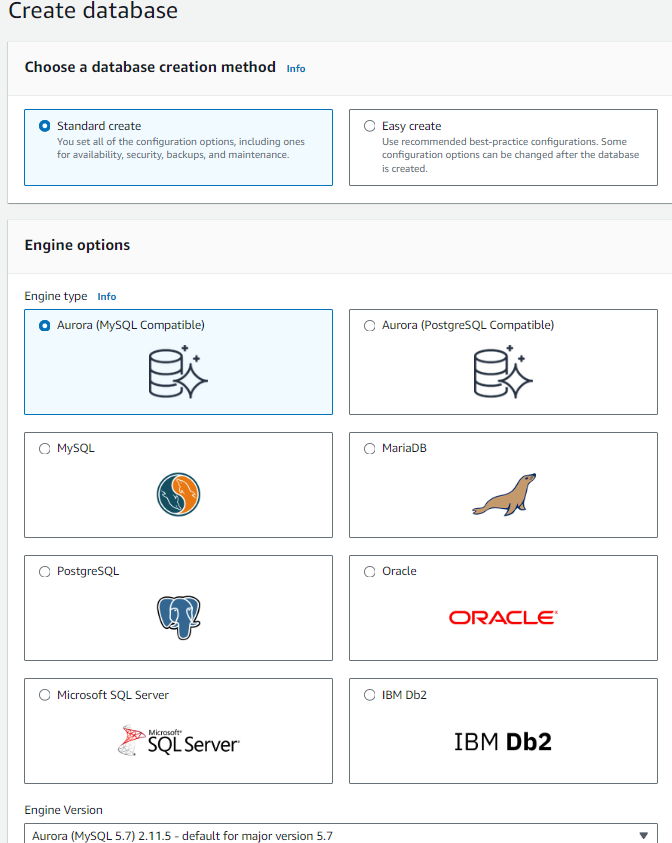 Create database
Choose a database creation method Info
Standard create
You set all of the configuration options, including ones
for availability, security, backups, and maintenance.
Easy create
Use recommended best-practice configurations. Some
configuration options can be changed after the database
is created.
Engine options
Engine type Info
Aurora (MySQL Compatible)
Aurora (PostgreSQL Compatible)
MySQL
MariaDB
PostgreSQL
Oracle
ORACLE
Microsoft SQL Server
Microsoft
SQL Server
IBM Db2
IBM Db2
Engine Version
Aurora (MySQL 5.7) 2.11.5 - default for major version 5.7